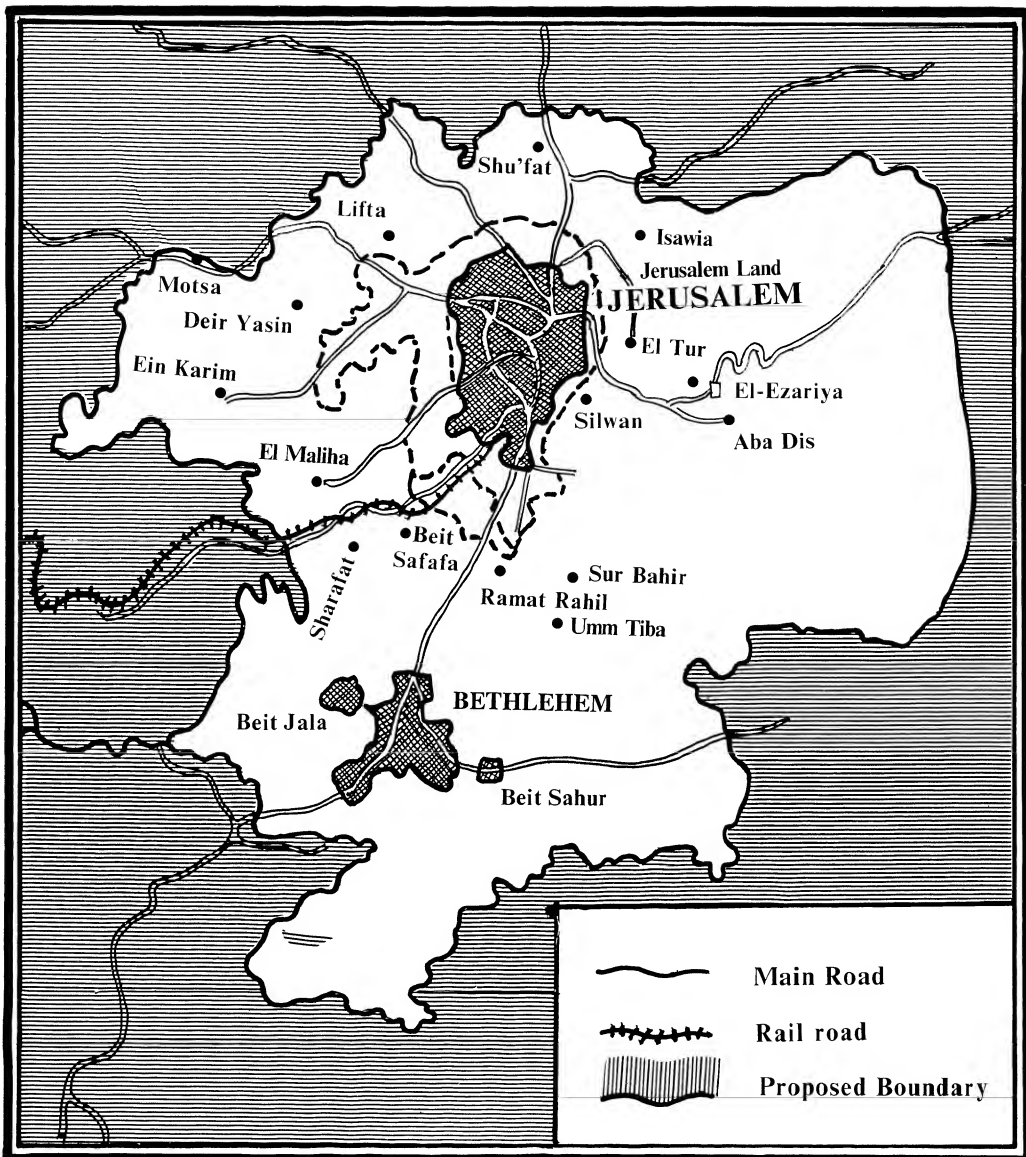 Shu'fat
Lifta
Isawia
Jerusalem Land
JERUSALEM
Motsa
Deir Yasin
El Tur
Ein Karim
El-Ezariya
Silwan
Aba Dis
El Maliha
Beit
Safafa
Sharafat
Sur Bahir
Ramat Rahil
Umm Tiba
BETHLEHEM
Beit Jala
Beit Sahur
Main Road
Rail road
Proposed Boundary